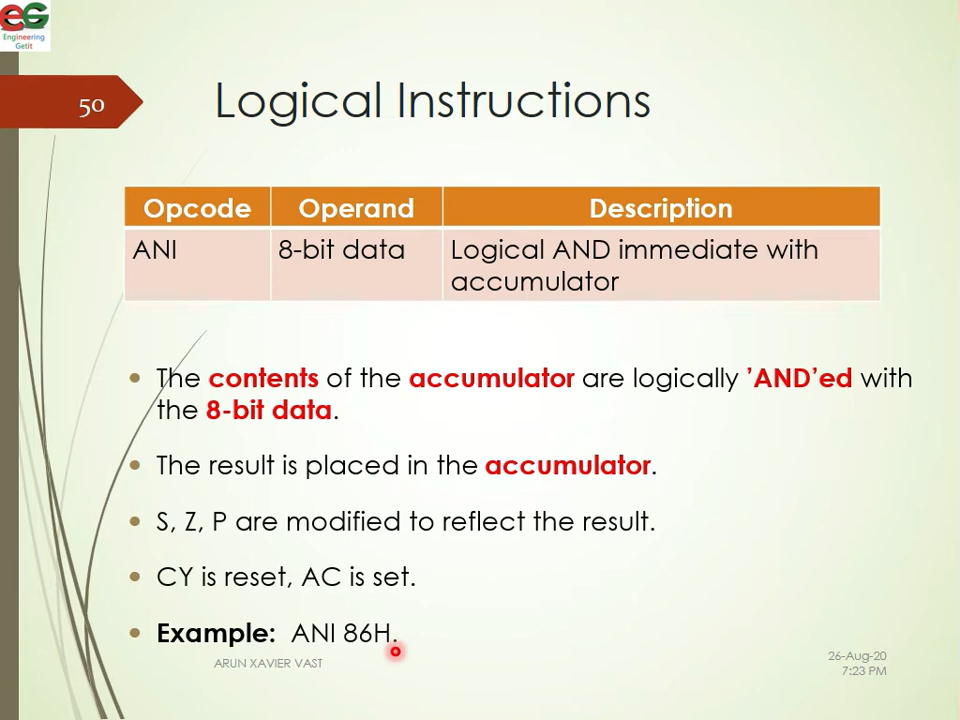 EG
Engineering
Getit
50
Logical Instructions
Opcode Operand Description
ANI 8-bit data Logical AND immediate with
accumulator
• The contents of the accumulator are logically ’AND’ed with
the 8-bit data.
• The result is placed in the accumulator.
• S, Z, P are modified to reflect the result.
• CY is reset, AC is set.
• Example: ANI 86H.
ARUN XAVIER VAST
26-Aug-20
7:23 PM